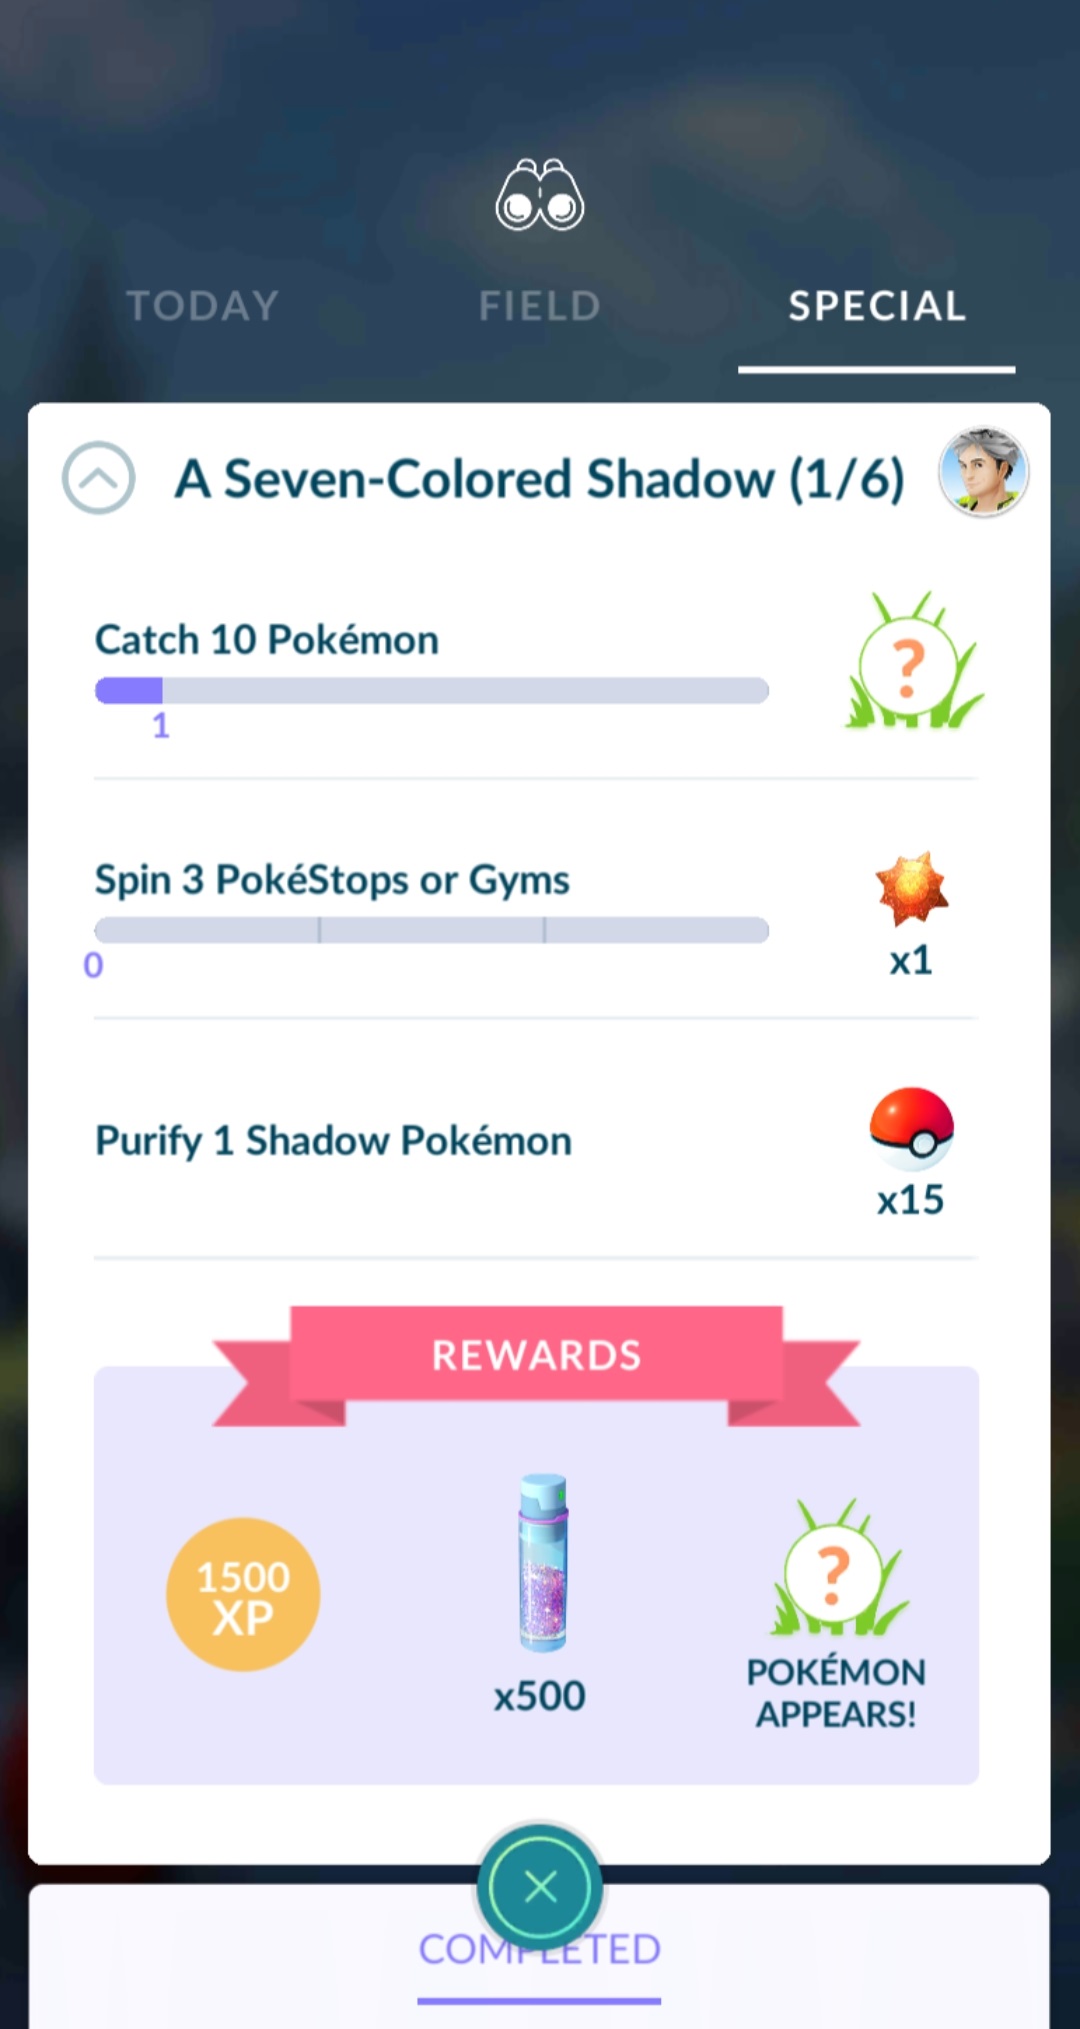 TODAY FIELD SPECIAL
A Seven-Colored Shadow (1/6)
Catch 10 Pokémon
?
1
Spin 3 PokéStops or Gyms
0
x1
Purify 1 Shadow Pokémon
x15
REWARDS
1500
XP
x500
?
POKÉMON
APPEARS!
COMPLETED